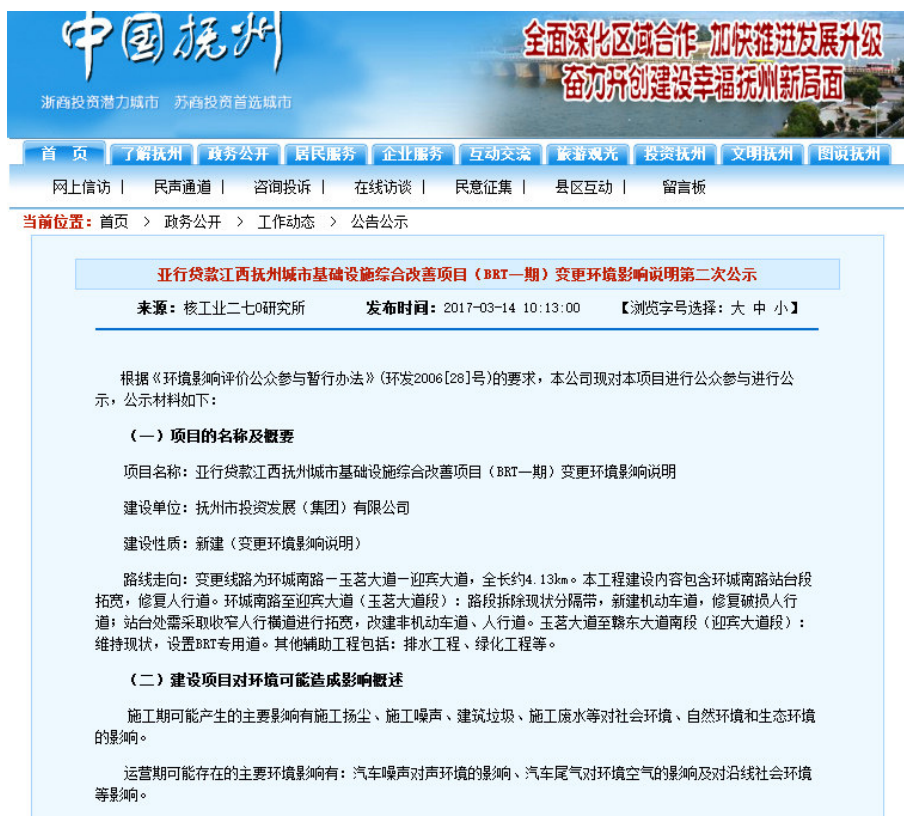 中国抚州
全面深化区域合作 加快推进发展升级
奋力开创建设幸福抚州新局面
浙商投资潜力城市 苏商投资首选城市
首 页 了解抚州 政务公开 居民服务 企业服务 互动交流 旅游观光 投资抚州 文明抚州 图说抚州
网上信访 | 民声通道 | 咨询投诉 | 在线访谈 | 民意征集 | 县区互动 | 留言板
当前位置：首页 > 政务公开 > 工作动态 > 公告公示
亚行贷款江西抚州城市基础设施综合改善项目（BRT一期）变更环境影响说明第二次公示
来源：核工业二七0研究所 发布时间：2017-03-14 10:13:00 【浏览字号选择：大 中 小】
根据《环境影响评价公众参与暂行办法》(环发2006[28]号)的要求，本公司现对本项目进行公众参与进行公
示，公示材料如下：
（一）项目的名称及概要
项目名称：亚行贷款江西抚州城市基础设施综合改善项目（BRT一期）变更环境影响说明
建设单位：抚州市投资发展（集团）有限公司
建设性质：新建（变更环境影响说明）
路线走向：变更线路为环城南路－玉茗大道－迎宾大道，全长约4.13km。本工程建设内容包含环城南路站台段
拓宽，修复人行道。环城南路至迎宾大道（玉茗大道段）：路段拆除现状分隔带，新建机动车道，修复破损人行
道；站台处需采取收窄人行横道进行拓宽，改建非机动车道、人行道。玉茗大道至赣东大道南段（迎宾大道段）：
维持现状，设置BRT专用道。其他辅助工程包括：排水工程、绿化工程等。
（二）建设项目对环境可能造成影响概述
施工期可能产生的主要影响有施工扬尘、施工噪声、建筑垃圾、施工废水等对社会环境、自然环境和生态环境
的影响。
运营期可能存在的主要环境影响有：汽车噪声对声环境的影响、汽车尾气对环境空气的影响及对沿线社会环境
等影响。